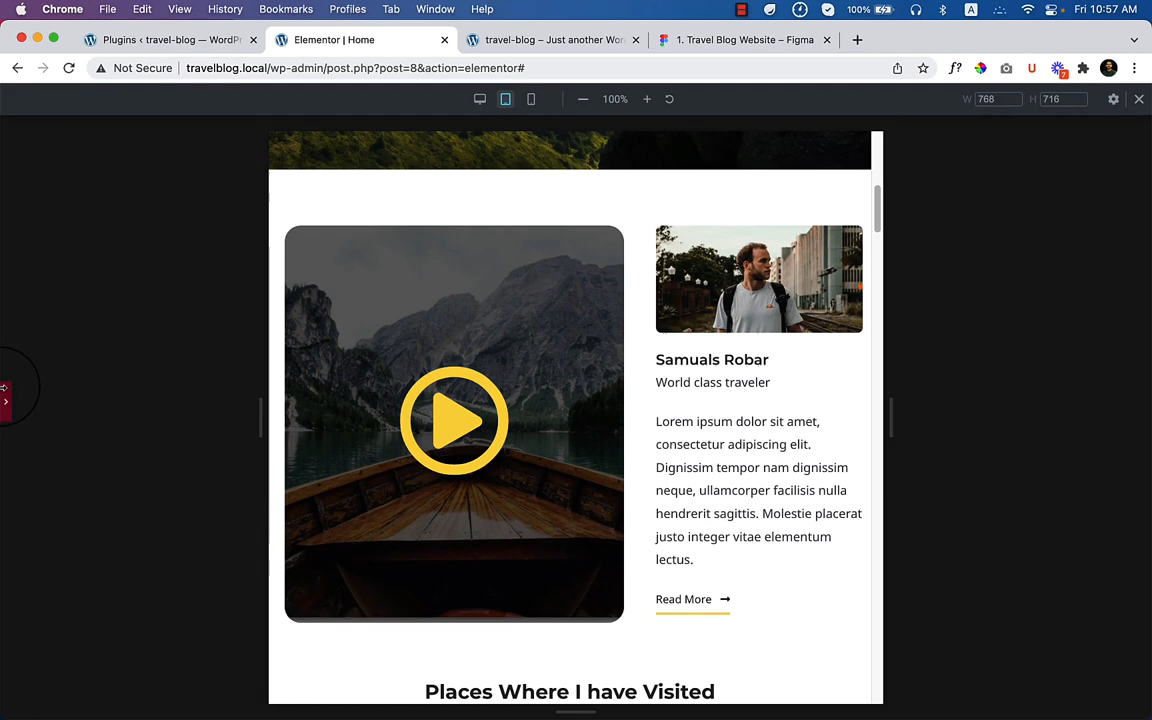 Chrome File Edit View History Bookmarks Profiles Tab Window Help 100% A Fri 10:57 AM
Plugins ‹ travel-blog — WordPr
Elementor | Home
travel-blog – Just another Wor
1. Travel Blog Website – Figma
Not Secure travelblog.local/wp-admin/post.php?post=8&action=elementor# f? U 7
100% W 768 H 716
Samuals Robar
World class traveler
Lorem ipsum dolor sit amet,
consectetur adipiscing elit.
Dignissim tempor nam dignissim
neque, ullamcorper facilisis nulla
hendrerit sagittis. Molestie placerat
justo integer vitae elementum
lectus.
Read More
Places Where I have Visited